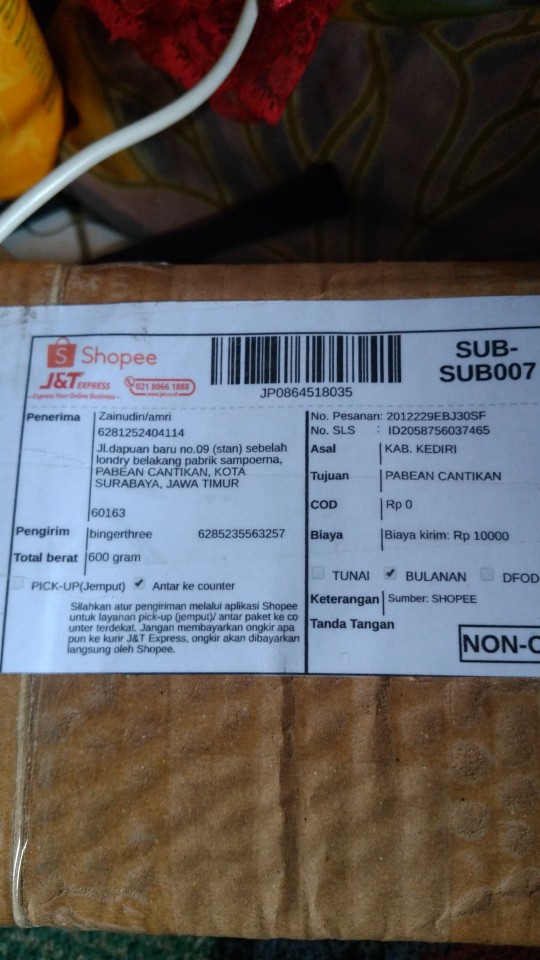 Shopee
J&T EXPRESS
Express Your Online Business
021 8066 1888
www.jet.co.id
JP0864518035
SUB-
SUB007
Penerima
Zainudin/amri
6281252404114
Jl.dapuan baru no.09 (stan) sebelah
londry belakang pabrik sampoerna,
PABEAN CANTIKAN, KOTA
SURABAYA, JAWA TIMUR
60163
Pengirim bingerthree 6285235563257
Total berat 600 gram
PICK-UP(Jemput) Antar ke counter
Silahkan atur pengiriman melalui aplikasi Shopee
untuk layanan pick-up (jemput)/ antar paket ke co
unter terdekat. Jangan membayarkan ongkir apa
pun ke kurir J&T Express, ongkir akan dibayarkan
langsung oleh Shopee.
No. Pesanan: 2012229EBJ30SF
No. SLS : ID2058756037465
Asal KAB. KEDIRI
Tujuan PABEAN CANTIKAN
COD Rp 0
Biaya Biaya kirim: Rp 10000
TUNAI BULANAN DFOD
Keterangan Sumber: SHOPEE
Tanda Tangan
NON-C